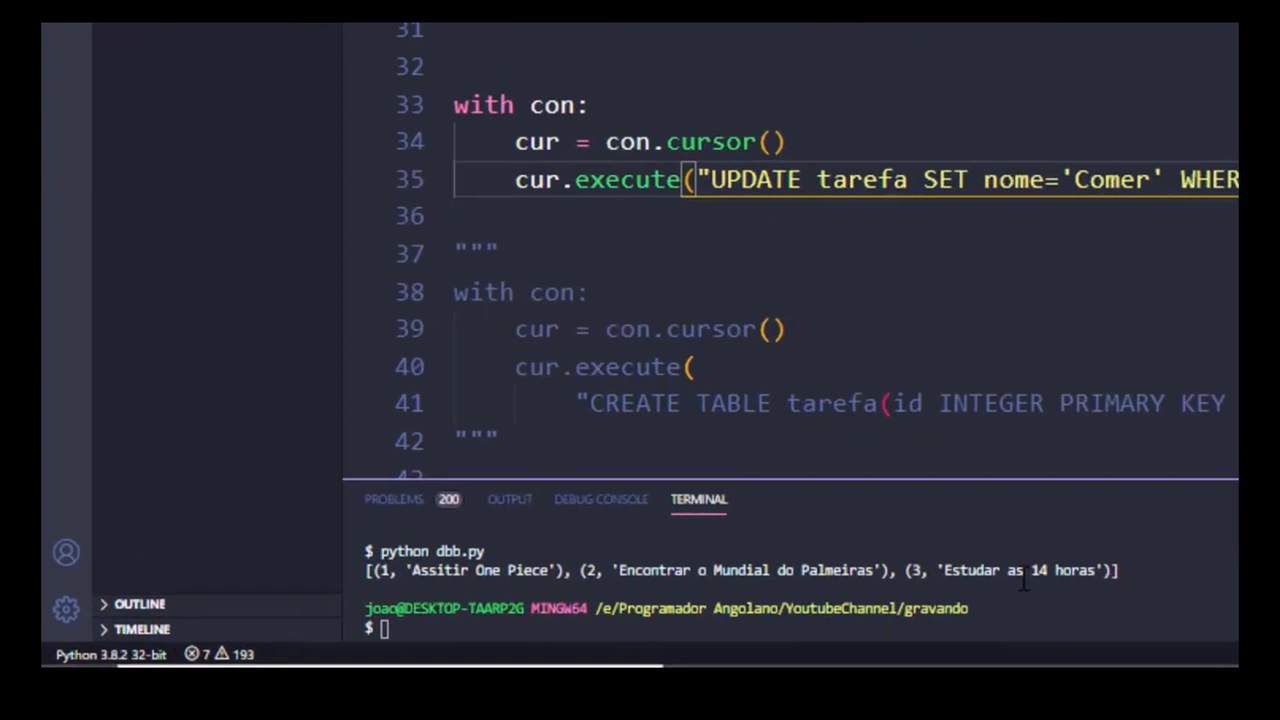 31
32
33 with con:
34 cur = con.cursor()
35 cur.execute("UPDATE tarefa SET nome='Comer' WHER
36
37 """
38 with con:
39 cur = con.cursor()
40 cur.execute(
41 "CREATE TABLE tarefa(id INTEGER PRIMARY KEY
42 """
43
PROBLEMS 200 OUTPUT DEBUG CONSOLE TERMINAL
$ python dbb.py
[(1, 'Assitir One Piece'), (2, 'Encontrar o Mundial do Palmeiras'), (3, 'Estudar as 14 horas')]
joao@DESKTOP-TAARP2G MINGW64 /e/Programador Angolano/YoutubeChannel/gravando
$
OUTLINE
TIMELINE
Python 3.8.2 32-bit 7 193